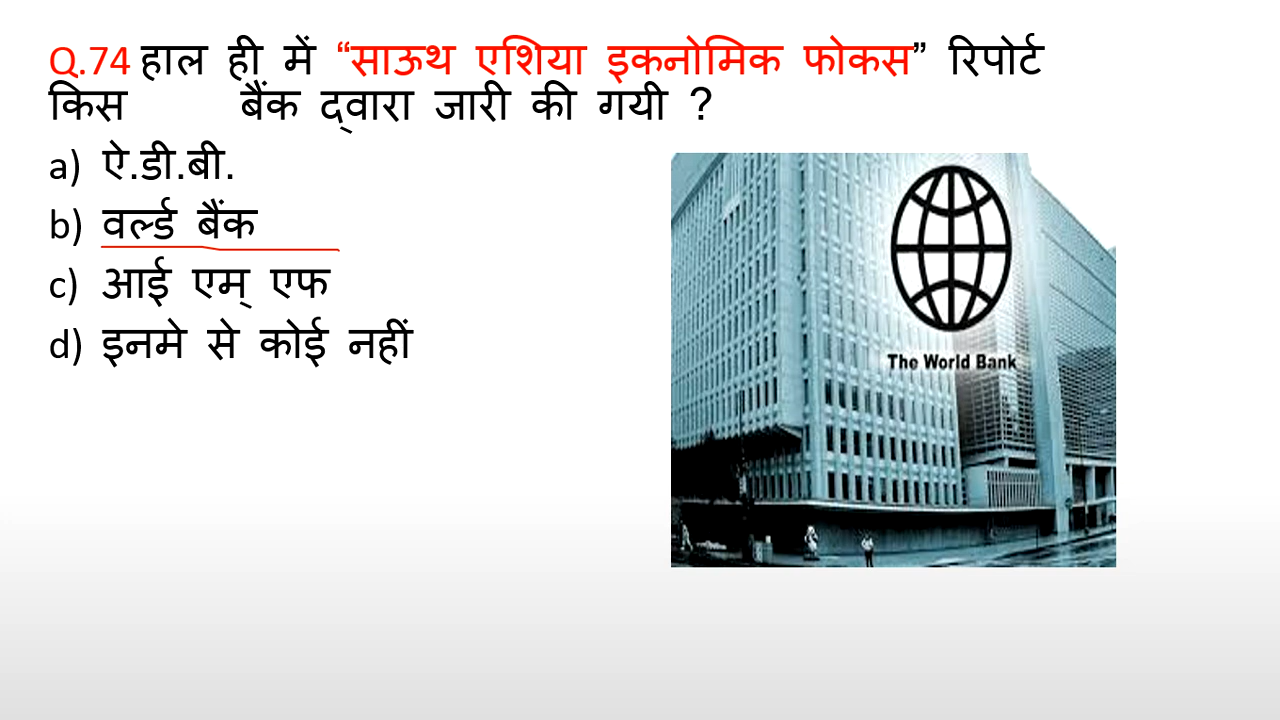 Q.74 हाल ही में “साऊथ एशिया इकनोमिक फोकस” रिपोर्ट
किस बैंक द्वारा जारी की गयी ?
a) ऐ.डी.बी.
b) वर्ल्ड बैंक
c) आई एम् एफ
d) इनमे से कोई नहीं
The World Bank